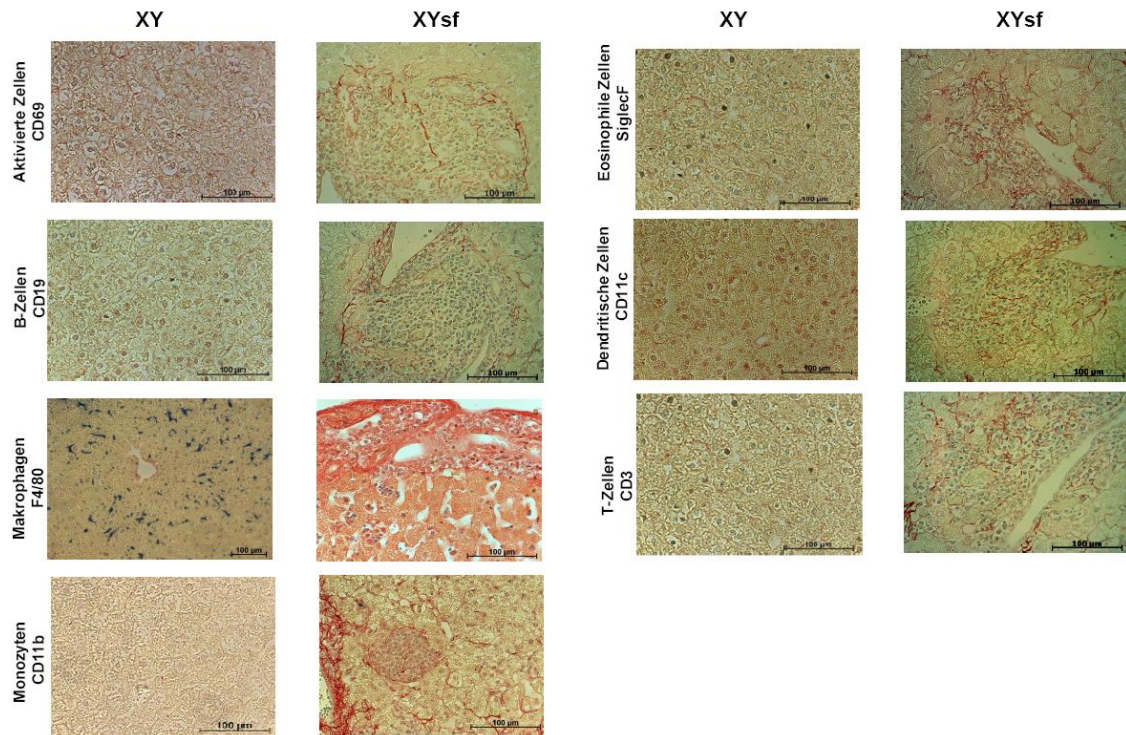 XY
XYsf
XY
XYsf
Aktivierte Zellen
CD69
100 µm
100 µm
B-Zellen
CD19
100 µm
100 µm
Makrophagen
F4/80
100 µm
100 µm
Monozyten
CD11b
100 µm
100 µm
Eosinophile Zellen
SiglecF
100 µm
100 µm
Dendritische Zellen
CD11c
100 µm
100 µm
T-Zellen
CD3
100 µm
100 µm